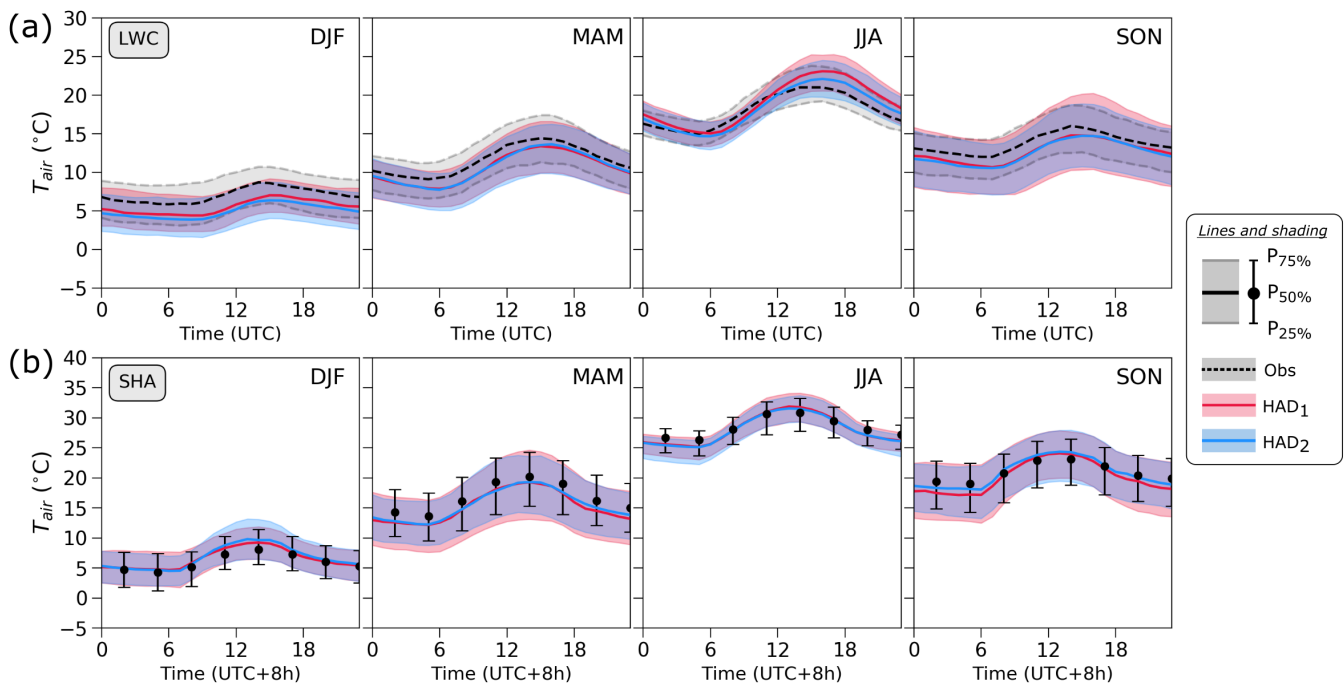 (a)
LWC
DJF
MAM
JJA
SON
30
25
20
15
10
5
0
−5
T_air (°C)
0 6 12 18
0 6 12 18
0 6 12 18
0 6 12 18
Time (UTC)
Time (UTC)
Time (UTC)
Time (UTC)
Lines and shading
P75%
P50%
P25%
Obs
HAD1
HAD2
(b)
SHA
DJF
MAM
JJA
SON
40
35
30
25
20
15
10
5
0
−5
T_air (°C)
0 6 12 18
0 6 12 18
0 6 12 18
0 6 12 18
Time (UTC+8h)
Time (UTC+8h)
Time (UTC+8h)
Time (UTC+8h)